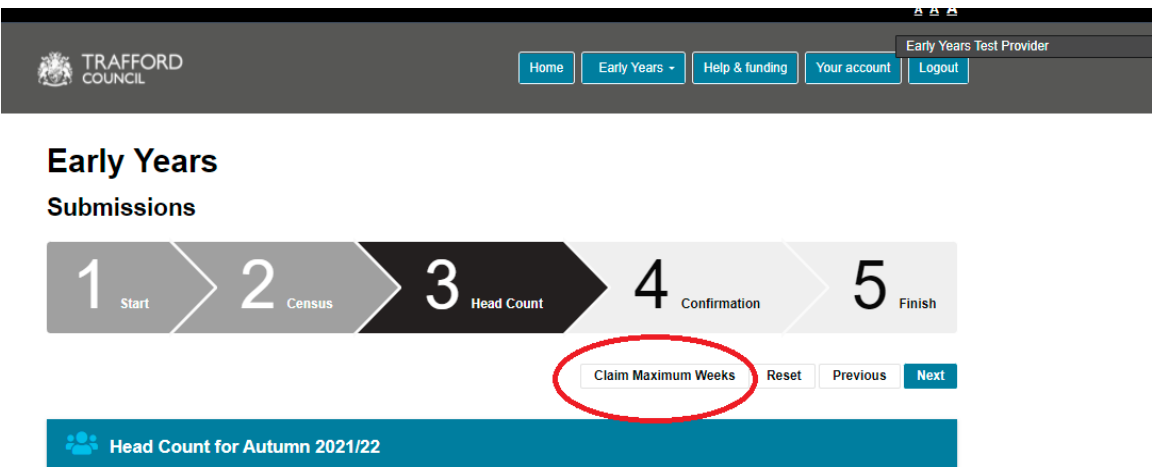 A A A
Early Years Test Provider
TRAFFORD
COUNCIL
Home Early Years Help & funding Your account Logout
Early Years
Submissions
1 Start 2 Census 3 Head Count 4 Confirmation 5 Finish
Claim Maximum Weeks Reset Previous Next
Head Count for Autumn 2021/22